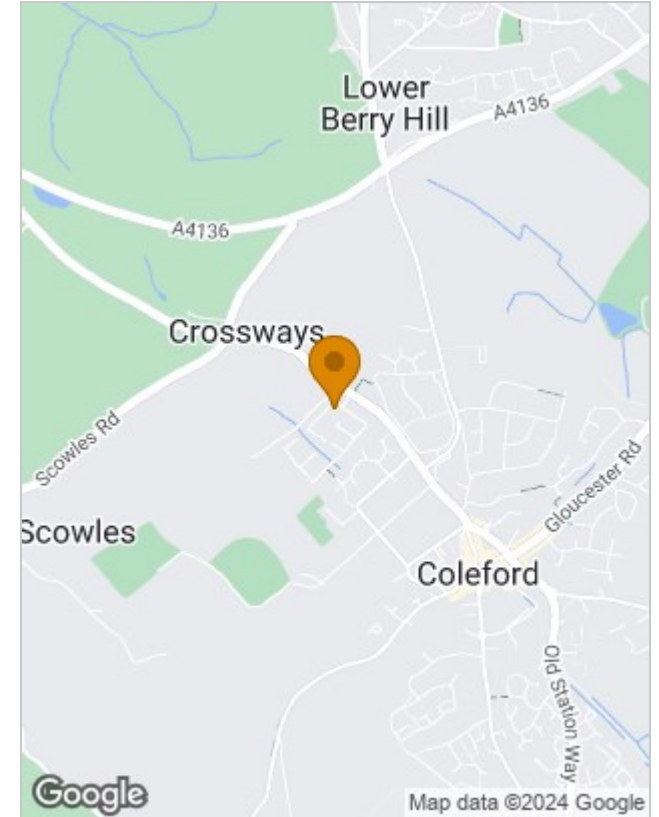 Lower
Berry Hill
A4136
A4136
Crossways
Scowles Rd
Gloucester Rd
Scowles
Coleford
Old Station Way
Google
Map data ©2024 Google